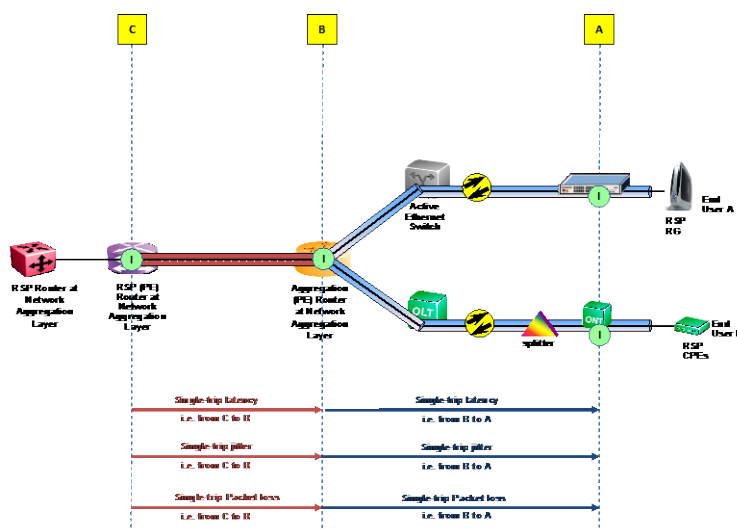 C
B
A
Active
Ethernet
Switch
I
RSP
RG
End
User A
I
I
RSP Router at
Network
Aggregation
Layer
RSP (PE)
Router at
Network
Aggregation
Layer
Aggregation
(PE) Router
at Network
Aggregation
Layer
OLT
splitter
ONT
I
RSP
CPEs
End
User
Single-trip latency
i.e. from C to B
Single-trip latency
i.e. from B to A
Single-trip jitter
i.e. from C to B
Single-trip jitter
i.e. from B to A
Single-trip Packet loss
i.e. from C to B
Single-trip Packet loss
i.e. from B to A